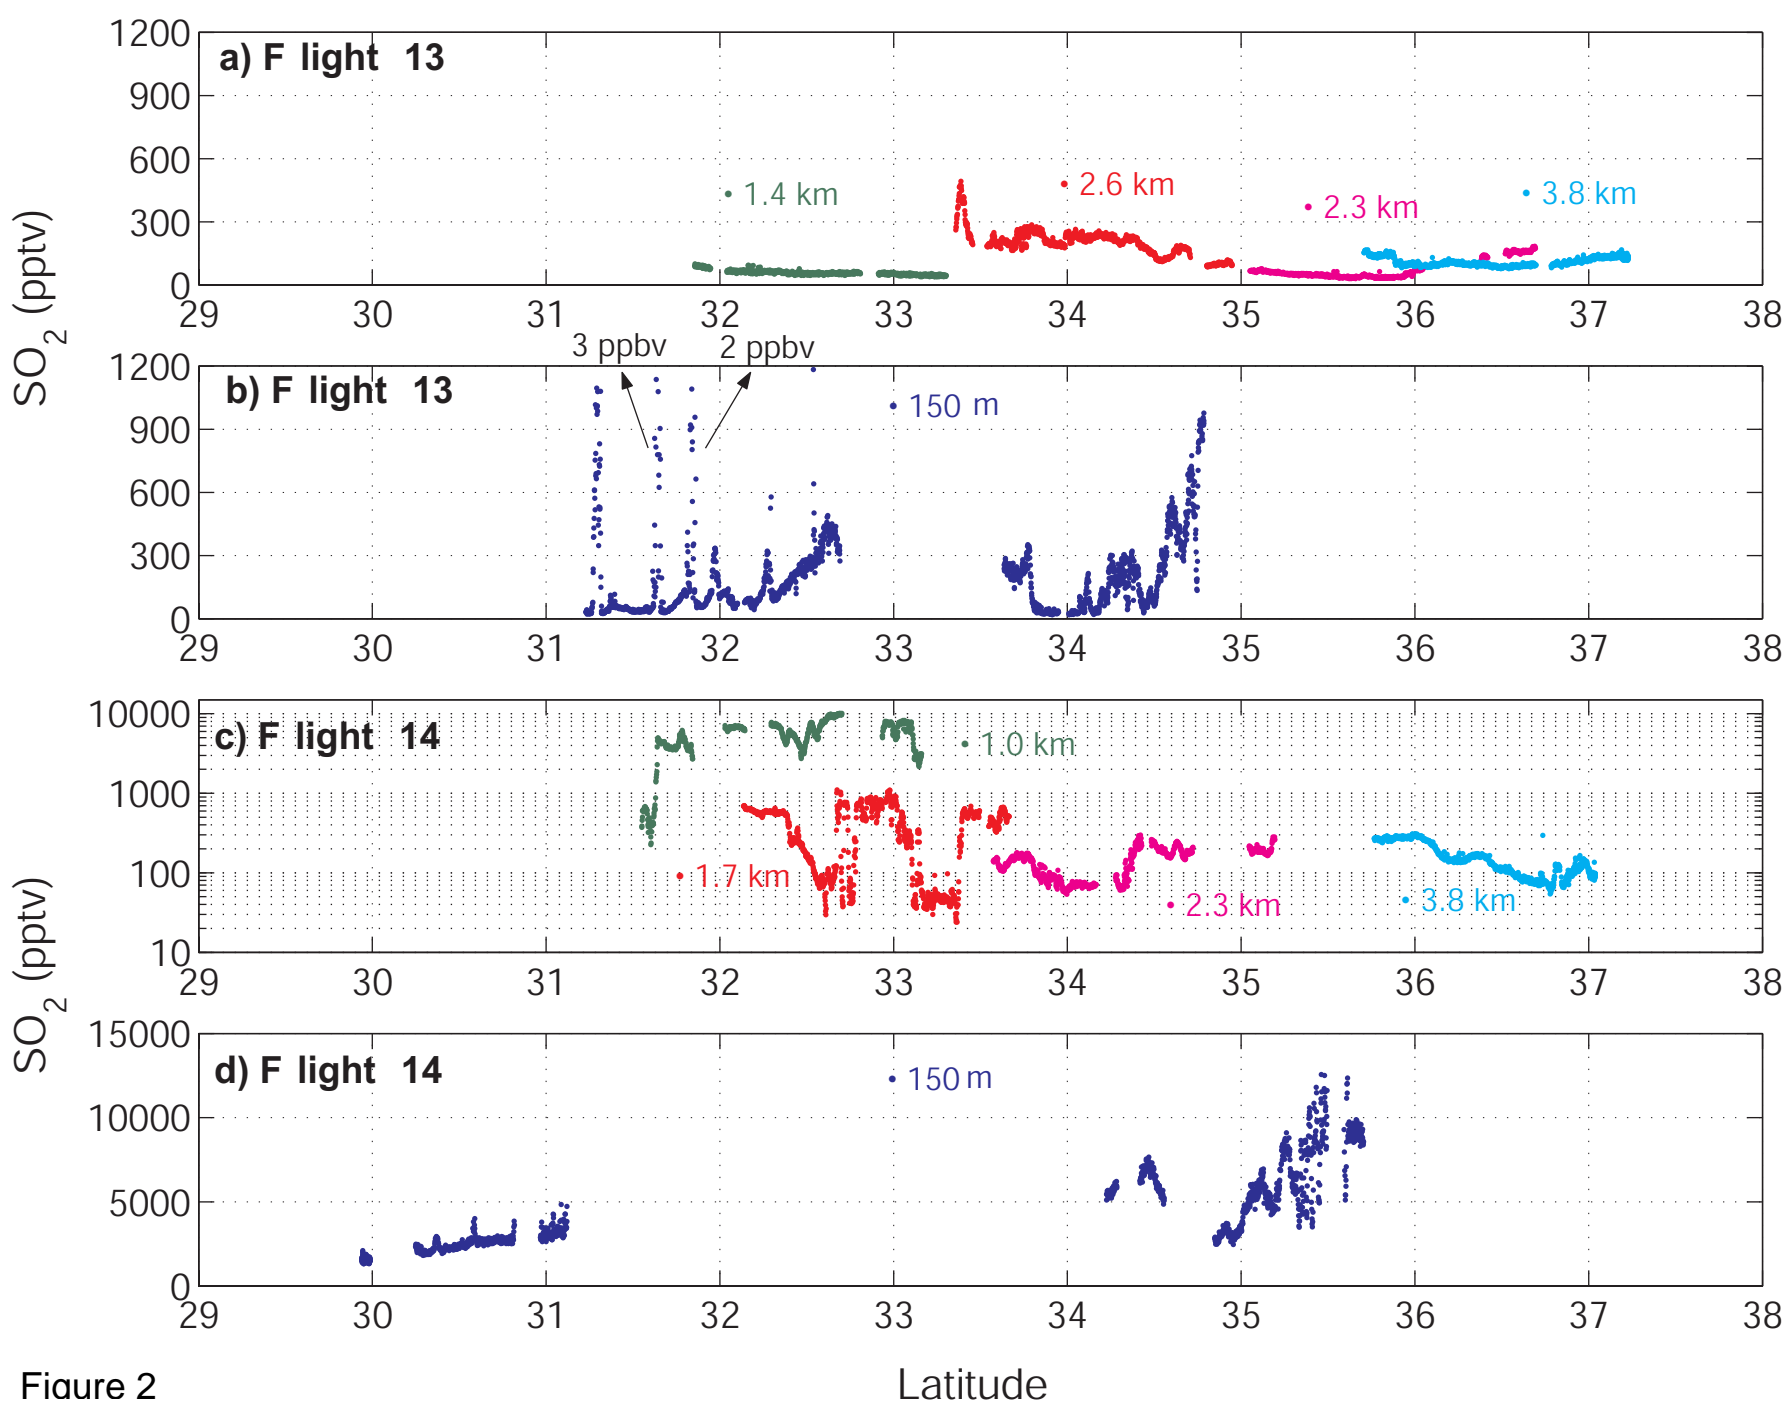 1200
900
600
300
0
a) F light 13
1.4 km
2.6 km
2.3 km
3.8 km
29 30 31 32 33 34 35 36 37 38
SO2 (pptv)
3 ppbv
2 ppbv
1200
900
600
300
0
b) F light 13
150 m
29 30 31 32 33 34 35 36 37 38
10000
1000
100
10
c) F light 14
1.0 km
1.7 km
2.3 km
3.8 km
29 30 31 32 33 34 35 36 37 38
SO2 (pptv)
15000
10000
5000
0
d) F light 14
150 m
29 30 31 32 33 34 35 36 37 38
Latitude
Figure 2